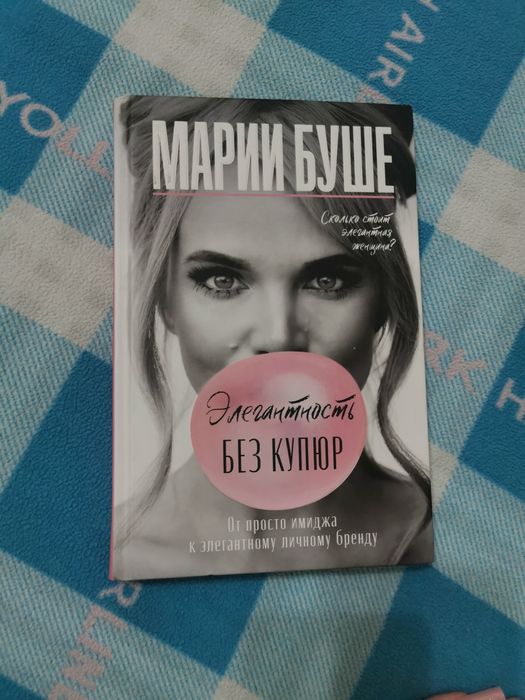 МАРИИ БУШЕ
Сколько стоит
элегантная
женщина?
Элегантность
БЕЗ КУПЮР
От просто имиджа
к элегантному личному бренду